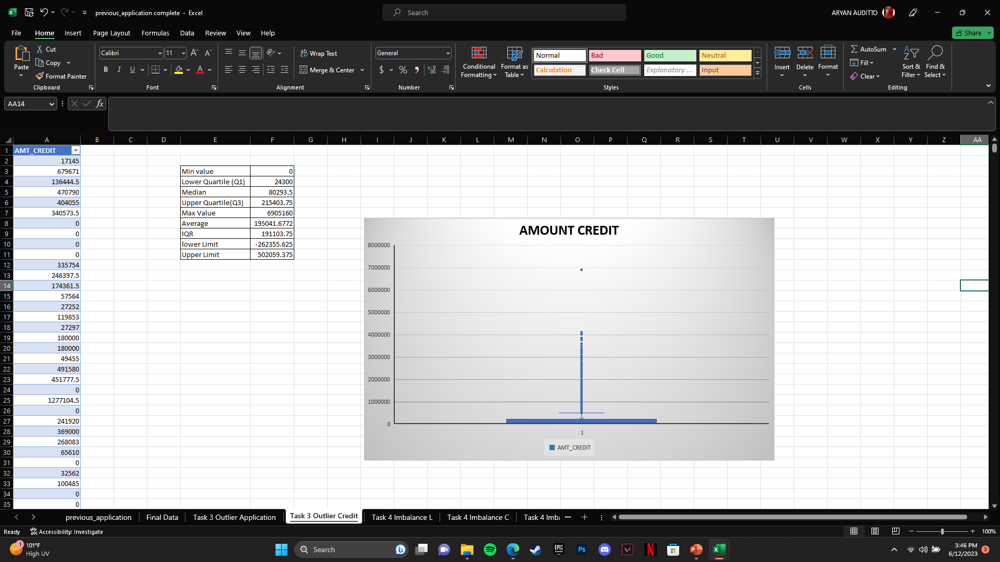 previous_application complete - Excel
Search
ARYAN AUDITTO
File Home Insert Page Layout Formulas Data Review View Help
Share
Paste
Cut
Copy
Format Painter
Clipboard
Calibri 11
B I U
Font
Wrap Text
Merge & Center
Alignment
General
$ % ,
Number
Conditional Formatting
Format as Table
Normal Bad Good Neutral
Calculation Check Cell Explanatory ... Input
Styles
Insert Delete Format
Cells
AutoSum
Fill
Clear
Sort & Filter
Find & Select
Editing
AA14
fx
A B C D E F G H I J K L M N O P Q R S T U V W X Y Z AA
1 AMT_CREDIT
2 17145
3 679671 Min value 0
4 136444.5 Lower Quartile (Q1) 24300
5 470790 Median 80293.5
6 404055 Upper Quartile(Q3) 215403.75
7 340573.5 Max Value 6905160
8 0 Average 195041.6772
9 0 IQR 191103.75
10 0 lower Limit -262355.625
11 0 Upper Limit 502059.375
12 335754
13 246397.5
14 174361.5
15 57564
16 27252
17 119853
18 27297
19 180000
20 180000
21 49455
22 491580
23 451777.5
24 0
25 1277104.5
26 0
27 241920
28 369000
29 268083
30 65610
31 0
32 32562
33 100485
34 0
35 0
AMOUNT CREDIT
8000000
7000000
6000000
5000000
4000000
3000000
2000000
1000000
0
1
AMT_CREDIT
previous_application Final Data Task 3 Outlier Application Task 3 Outlier Credit Task 4 Imbalance L Task 4 Imbalance C Task 4 Imba ...
Ready Accessibility: Investigate
100%
UV 1
101°F
High UV
Search
EPIC GAMES
Ps
3:46 PM
6/12/2023
3